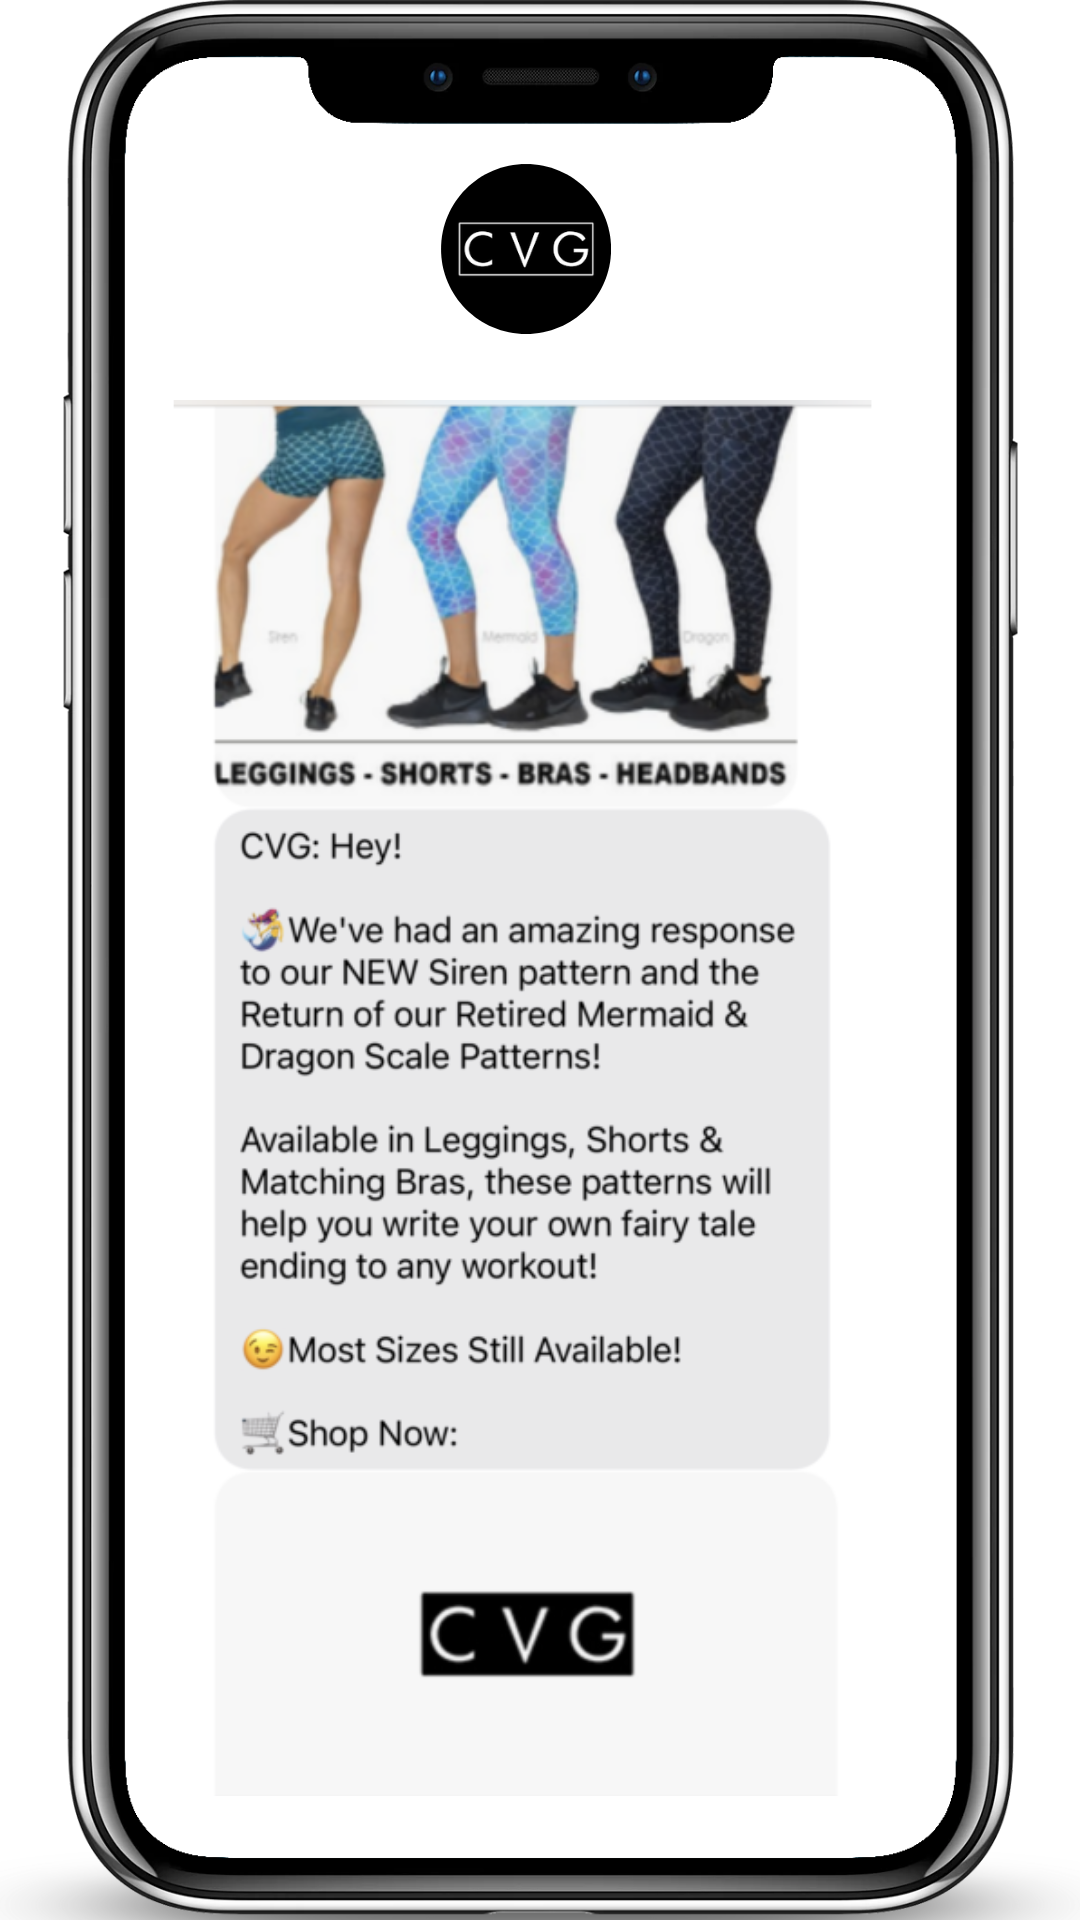 CVG
Siren
Mermaid
Dragon
LEGGINGS - SHORTS - BRAS - HEADBANDS
CVG: Hey!
🧜‍♀️We've had an amazing response
to our NEW Siren pattern and the
Return of our Retired Mermaid &
Dragon Scale Patterns!
Available in Leggings, Shorts &
Matching Bras, these patterns will
help you write your own fairy tale
ending to any workout!
😉Most Sizes Still Available!
🛒Shop Now:
CVG